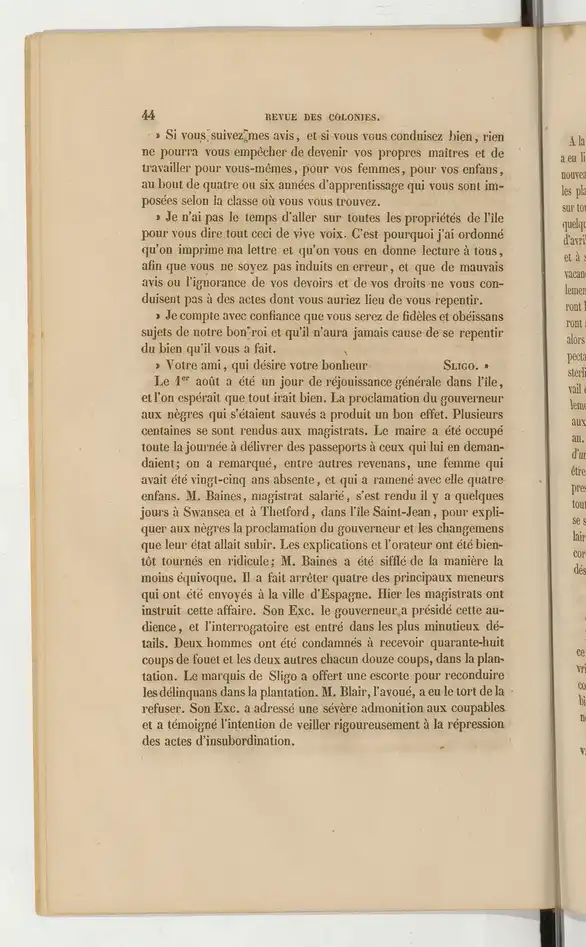 44 REVUE DES COLONIES.
» Si vous suivez mes avis, et si vous vous conduisez bien, rien
ne pourra vous empêcher de devenir vos propres maîtres et de
travailler pour vous-mêmes, pour vos femmes, pour vos enfans,
au bout de quatre ou six années d'apprentissage qui vous sont im-
posées selon la classe où vous vous trouvez.
» Je n'ai pas le temps d'aller sur toutes les propriétés de l'île
pour vous dire tout ceci de vive voix. C'est pourquoi j'ai ordonné
qu'on imprime ma lettre et qu'on vous en donne lecture à tous,
afin que vous ne soyez pas induits en erreur, et que de mauvais
avis ou l'ignorance de vos devoirs et de vos droits ne vous con-
duisent pas à des actes dont vous auriez lieu de vous repentir.
» Je compte avec confiance que vous serez de fidèles et obéissans
sujets de notre bon roi et qu'il n'aura jamais cause de se repentir
du bien qu'il vous a fait.
» Votre ami, qui désire votre bonheur SLIGO. »
Le 1er août a été un jour de réjouissance générale dans l'île,
et l'on espérait que tout irait bien. La proclamation du gouverneur
aux nègres qui s'étaient sauvés a produit un bon effet. Plusieurs
centaines se sont rendus aux magistrats. Le maire a été occupé
toute la journée à délivrer des passeports à ceux qui lui en deman-
daient; on a remarqué, entre autres revenans, une femme qui
avait été vingt-cinq ans absente, et qui a ramené avec elle quatre
enfans. M. Baines, magistrat salarié, s'est rendu il y a quelques
jours à Swansea et à Thetford, dans l'île Saint-Jean, pour expli-
quer aux nègres la proclamation du gouverneur et les changemens
que leur état allait subir. Les explications et l'orateur ont été bien-
tôt tournés en ridicule; M. Baines a été sifflé de la manière la
moins équivoque. Il a fait arrêter quatre des principaux meneurs
qui ont été envoyés à la ville d'Espagne. Hier les magistrats ont
instruit cette affaire. Son Exc. le gouverneur a présidé cette au-
dience, et l'interrogatoire est entré dans les plus minutieux dé-
tails. Deux hommes ont été condamnés à recevoir quarante-huit
coups de fouet et les deux autres chacun douze coups, dans la plan-
tation. Le marquis de Sligo a offert une escorte pour reconduire
les délinquans dans la plantation. M. Blair, l'avoué, a eu le tort de la
refuser. Son Exc. a adressé une sévère admonition aux coupables
et a témoigné l'intention de veiller rigoureusement à la répression
des actes d'insubordination.